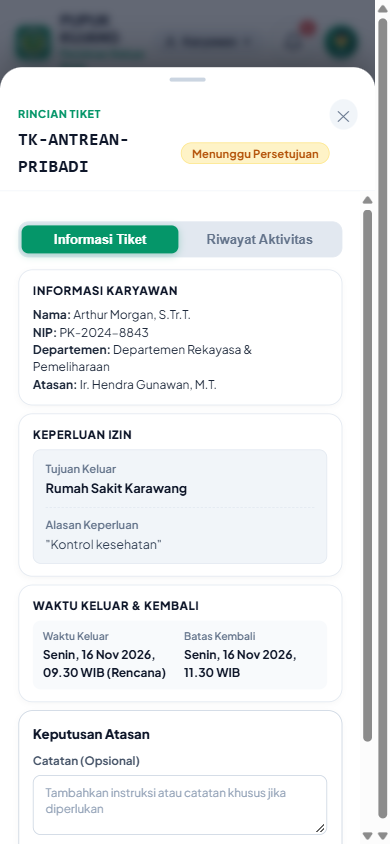 RINCIAN TIKET
TK-ANTREAN-
PRIBADI
Menunggu Persetujuan
Informasi Tiket
Riwayat Aktivitas
INFORMASI KARYAWAN
Nama: Arthur Morgan, S.Tr.T.
NIP: PK-2024-8843
Departemen: Departemen Rekayasa &
Pemeliharaan
Atasan: Ir. Hendra Gunawan, M.T.
KEPERLUAN IZIN
Tujuan Keluar
Rumah Sakit Karawang
Alasan Keperluan
"Kontrol kesehatan"
WAKTU KELUAR & KEMBALI
Waktu Keluar
Senin, 16 Nov 2026,
09.30 WIB (Rencana)
Batas Kembali
Senin, 16 Nov 2026,
11.30 WIB
Keputusan Atasan
Catatan (Opsional)
Tambahkan instruksi atau catatan khusus jika
diperlukan